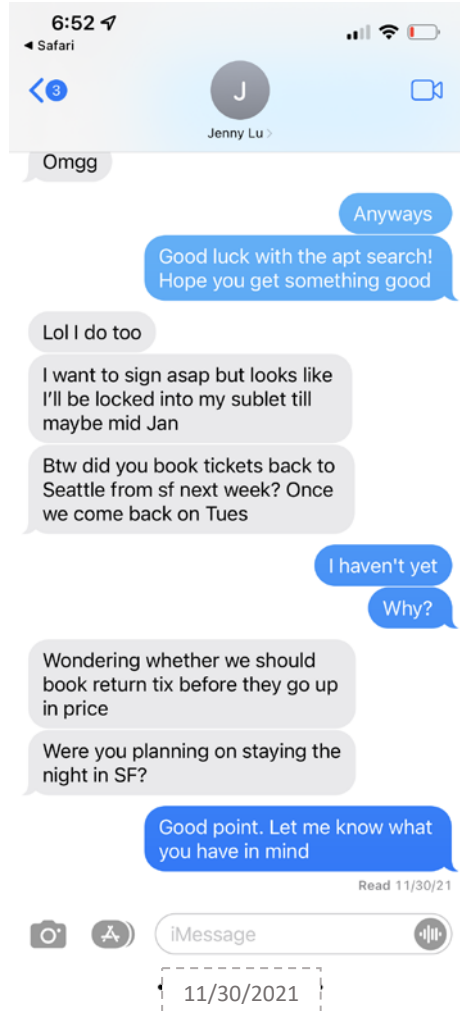 6:52
Safari
3
J
Jenny Lu
Omgg
Anyways
Good luck with the apt search!
Hope you get something good
Lol I do too
I want to sign asap but looks like
I'll be locked into my sublet till
maybe mid Jan
Btw did you book tickets back to
Seattle from sf next week? Once
we come back on Tues
I haven't yet
Why?
Wondering whether we should
book return tix before they go up
in price
Were you planning on staying the
night in SF?
Good point. Let me know what
you have in mind
Read 11/30/21
iMessage
11/30/2021